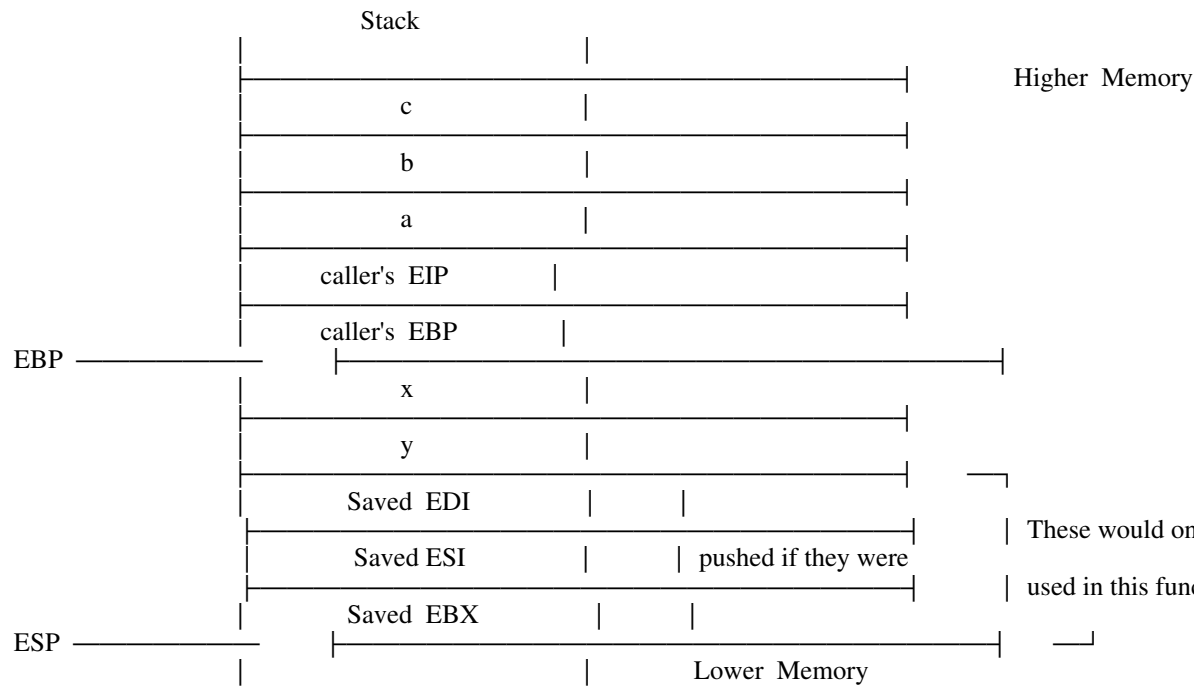 Stack
Higher Memory
c
b
a
caller's EIP
caller's EBP
EBP
x
y
Saved EDI
These would on
Saved ESI pushed if they were
used in this func
Saved EBX
ESP
Lower Memory